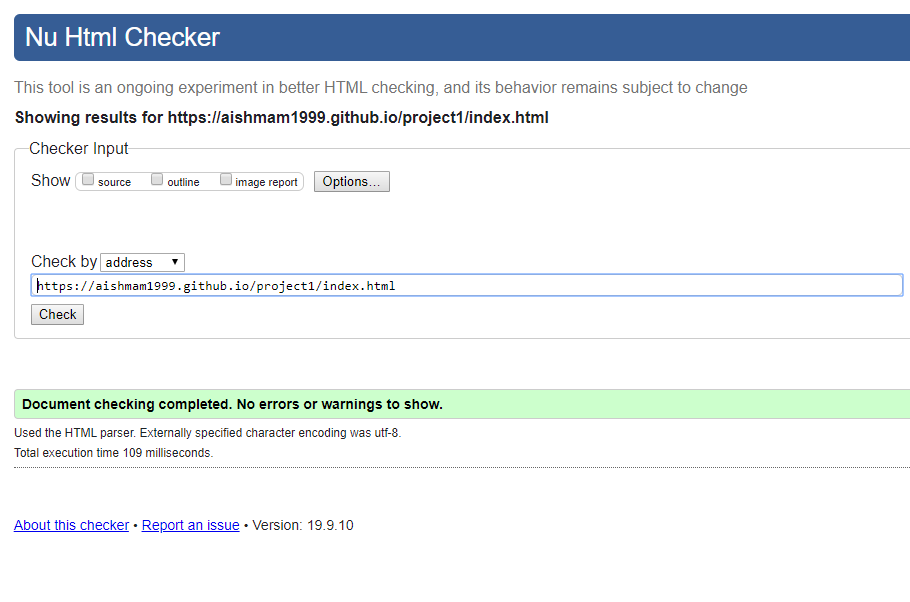 Nu Html Checker
This tool is an ongoing experiment in better HTML checking, and its behavior remains subject to change
Showing results for https://aishmam1999.github.io/project1/index.html
Checker Input
Show source outline image report Options...
Check by address
https://aishmam1999.github.io/project1/index.html
Check
Document checking completed. No errors or warnings to show.
Used the HTML parser. Externally specified character encoding was utf-8.
Total execution time 109 milliseconds.
About this checker • Report an issue • Version: 19.9.10